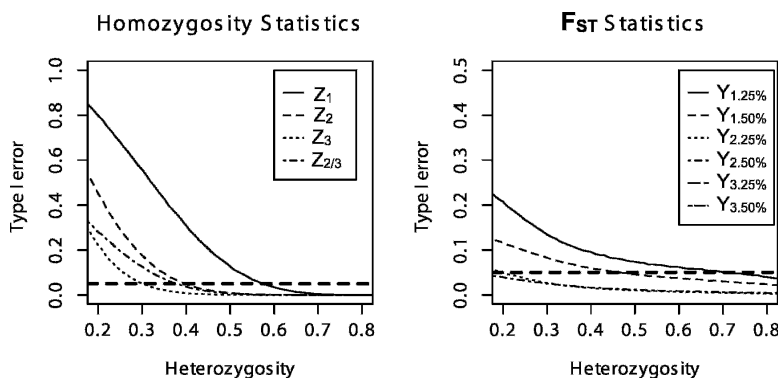 Homozygosity Statistics
Type I error
1.0
0.8
0.6
0.4
0.2
0.0
Z1
Z2
Z3
Z2/3
0.2 0.3 0.4 0.5 0.6 0.7 0.8
Heterozygosity
FST Statistics
Type I error
0.5
0.4
0.3
0.2
0.1
0.0
Y1.25%
Y1.50%
Y2.25%
Y2.50%
Y3.25%
Y3.50%
0.2 0.3 0.4 0.5 0.6 0.7 0.8
Heterozygosity